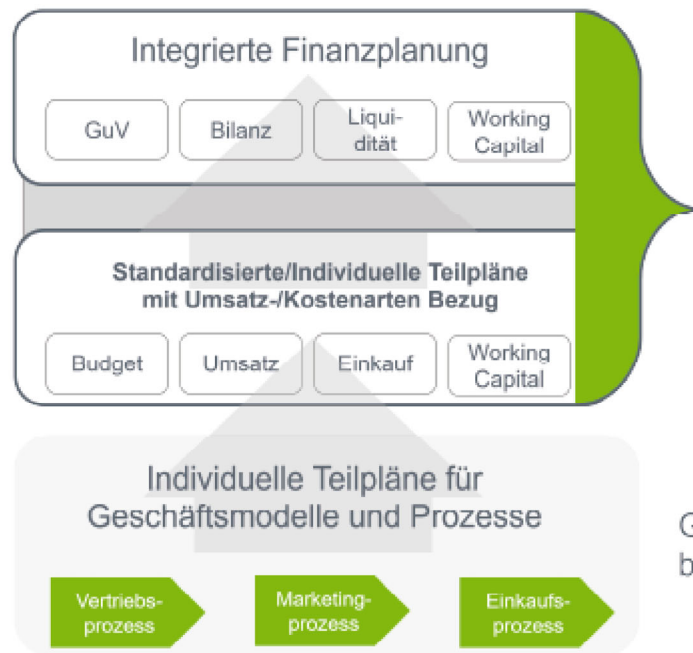 Integrierte Finanzplanung
GuV
Bilanz
Liqui-
dität
Working
Capital
Standardisierte/Individuelle Teilpläne
mit Umsatz-/Kostenarten Bezug
Budget
Umsatz
Einkauf
Working
Capital
Individuelle Teilpläne für
Geschäftsmodelle und Prozesse
Vertriebs-
prozess
Marketing-
prozess
Einkaufs-
prozess